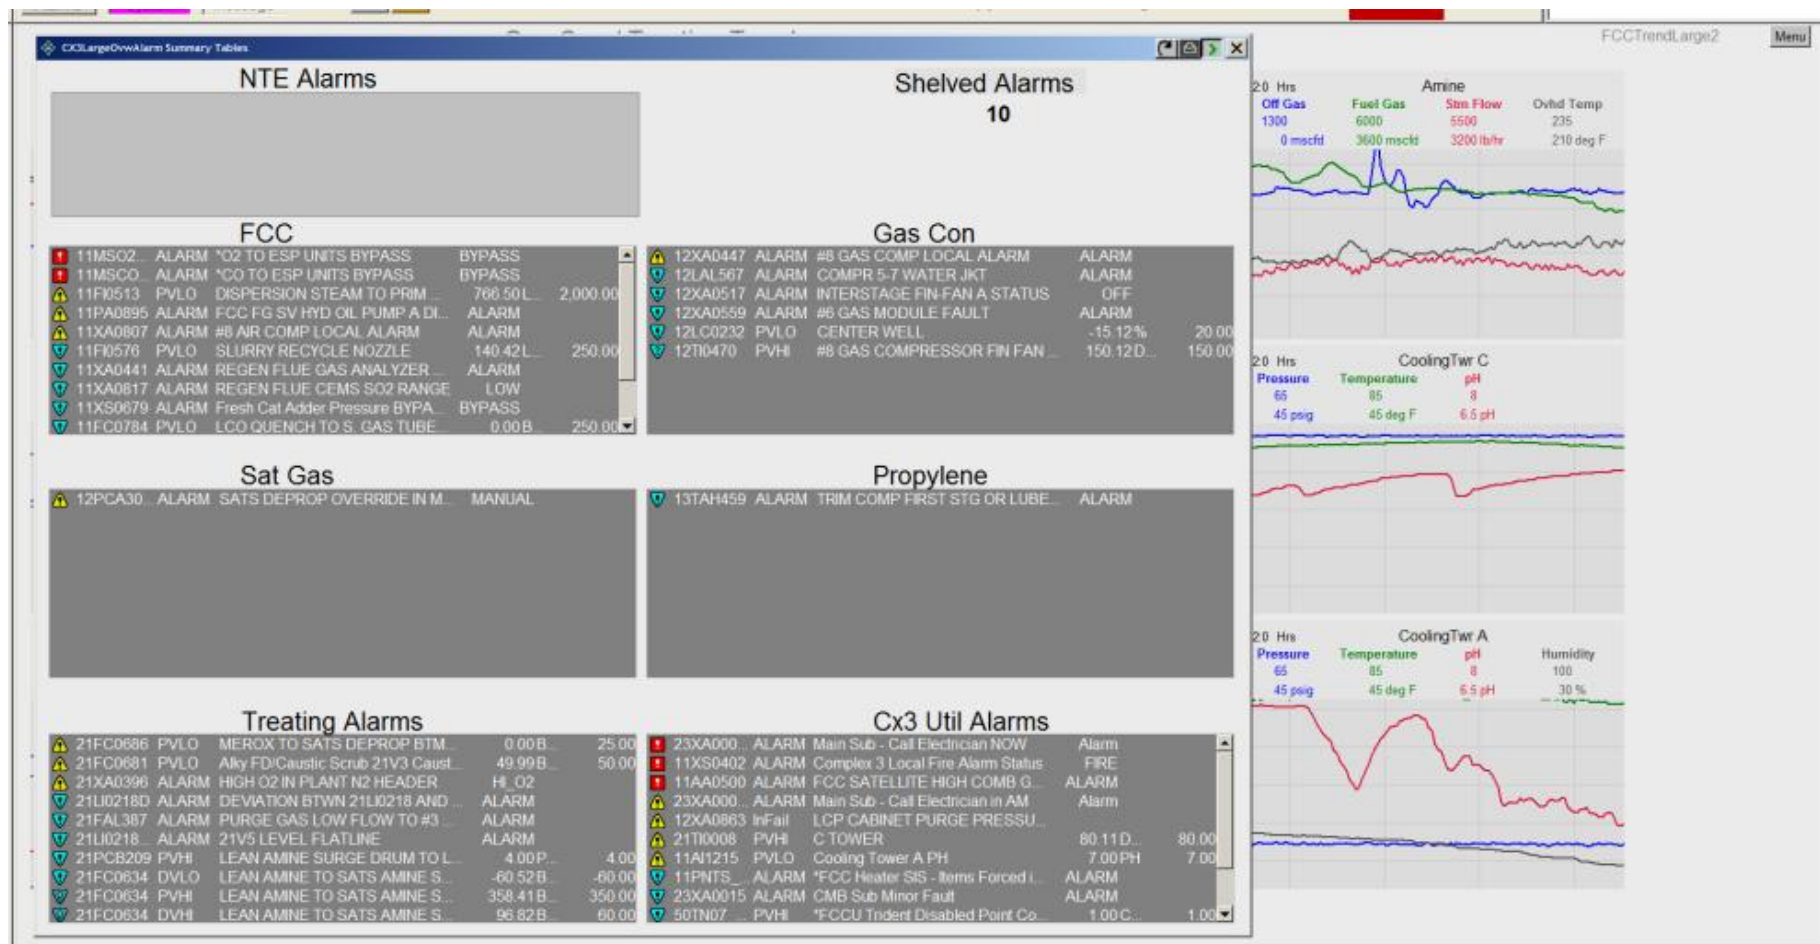 FCCTrendLarge2 Menu
CX3LargeOvwAlarm Summary Tables
NTE Alarms
Shelved Alarms
10
FCC
11MSO2... ALARM *O2 TO ESP UNITS BYPASS BYPASS
11MSCO... ALARM *CO TO ESP UNITS BYPASS BYPASS
11FI0513 PVLO DISPERSION STEAM TO PRIM... 766.50 L... 2,000.00
11PA0895 ALARM FCC FG SV HYD OIL PUMP A DI... ALARM
11XA0807 ALARM #8 AIR COMP LOCAL ALARM ALARM
11FI0576 PVLO SLURRY RECYCLE NOZZLE 140.42 L... 250.00
11XA0441 ALARM REGEN FLUE GAS ANALYZER... ALARM
11XA0817 ALARM REGEN FLUE CEMS SO2 RANGE LOW
11XS0679 ALARM Fresh Cat Adder Pressure BYPA... BYPASS
11FC0784 PVLO LCO QUENCH TO S. GAS TUBE... 0.00 B... 250.00
Gas Con
12XA0447 ALARM #8 GAS COMP LOCAL ALARM ALARM
12LAL567 ALARM COMPR 5-7 WATER JKT ALARM
12XA0517 ALARM INTERSTAGE FIN-FAN A STATUS OFF
12XA0559 ALARM #6 GAS MODULE FAULT ALARM
12LC0232 PVLO CENTER WELL -15.12 % 20.00
12TI0470 PVHI #8 GAS COMPRESSOR FIN FAN... 150.12 D... 150.00
Sat Gas
12PCA30... ALARM SATS DEPROP OVERRIDE IN M... MANUAL
Propylene
13TAH459 ALARM TRIM COMP FIRST STG OR LUBE... ALARM
Treating Alarms
21FC0686 PVLO MEROX TO SATS DEPROP BTM... 0.00 B... 25.00
21FC0681 PVLO Alky FD/Caustic Scrub 21V3 Caust... 49.99 B... 50.00
21XA0396 ALARM HIGH O2 IN PLANT N2 HEADER HI_O2
21LI0218D ALARM DEVIATION BTWN 21LI0218 AND... ALARM
21FAL387 ALARM PURGE GAS LOW FLOW TO #3... ALARM
21LI0218... ALARM 21V5 LEVEL FLATLINE ALARM
21PCB209 PVHI LEAN AMINE SURGE DRUM TO L... 4.00 P... 4.00
21FC0634 DVLO LEAN AMINE TO SATS AMINE S... -60.52 B... -60.00
21FC0634 PVHI LEAN AMINE TO SATS AMINE S... 358.41 B... 350.00
21FC0634 DVHI LEAN AMINE TO SATS AMINE S... 96.82 B... 60.00
Cx3 Util Alarms
23XA000... ALARM Main Sub - Call Electrician NOW Alarm
11XS0402 ALARM Complex 3 Local Fire Alarm Status FIRE
11AA0500 ALARM FCC SATELLITE HIGH COMB G... ALARM
23XA000... ALARM Main Sub - Call Electrician in AM Alarm
12XA0863 InFail LCP CABINET PURGE PRESSU...
21TI0008 PVHI C TOWER 80.11 D... 80.00
11AI1215 PVLO Cooling Tower A PH 7.00 PH 7.00
11PNTS_... ALARM *FCC Heater SIS - Items Forced i... ALARM
23XA0015 ALARM CMB Sub Minor Fault ALARM
50TN07... PVHI *FCCU Trident Disabled Point Co... 1.00 C... 1.00
20 Hrs Amine
Off Gas Fuel Gas Stm Flow Ovhd Temp
1300 6000 5500 235
0 mscfd 3600 mscfd 3200 lb/hr 210 deg F
20 Hrs CoolingTwr C
Pressure Temperature pH
65 85 8
45 psig 45 deg F 6.5 pH
20 Hrs CoolingTwr A
Pressure Temperature pH Humidity
65 85 8 100
45 psig 45 deg F 6.5 pH 30 %